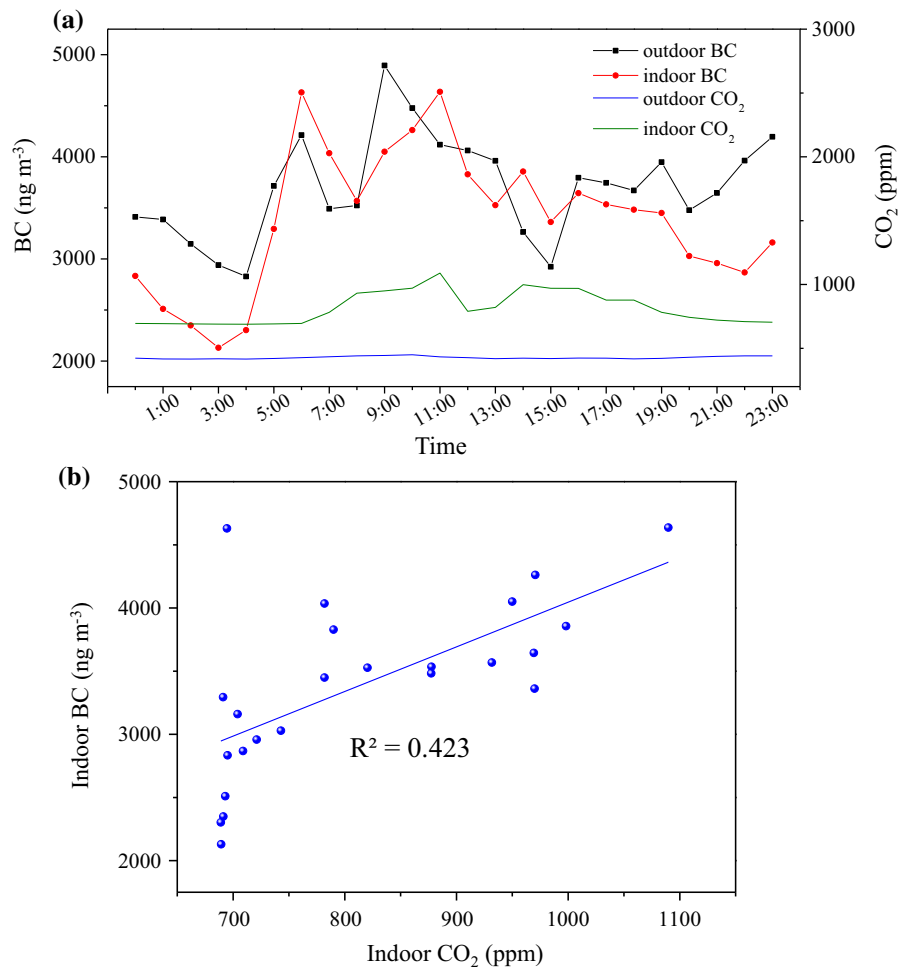 (a)
5000
4000
3000
2000
BC (ng m⁻³)
3000
2000
1000
CO₂ (ppm)
outdoor BC
indoor BC
outdoor CO₂
indoor CO₂
1:00 3:00 5:00 7:00 9:00 11:00 13:00 15:00 17:00 19:00 21:00 23:00
Time
(b)
5000
4000
3000
2000
Indoor BC (ng m⁻³)
R² = 0.423
700 800 900 1000 1100
Indoor CO₂ (ppm)